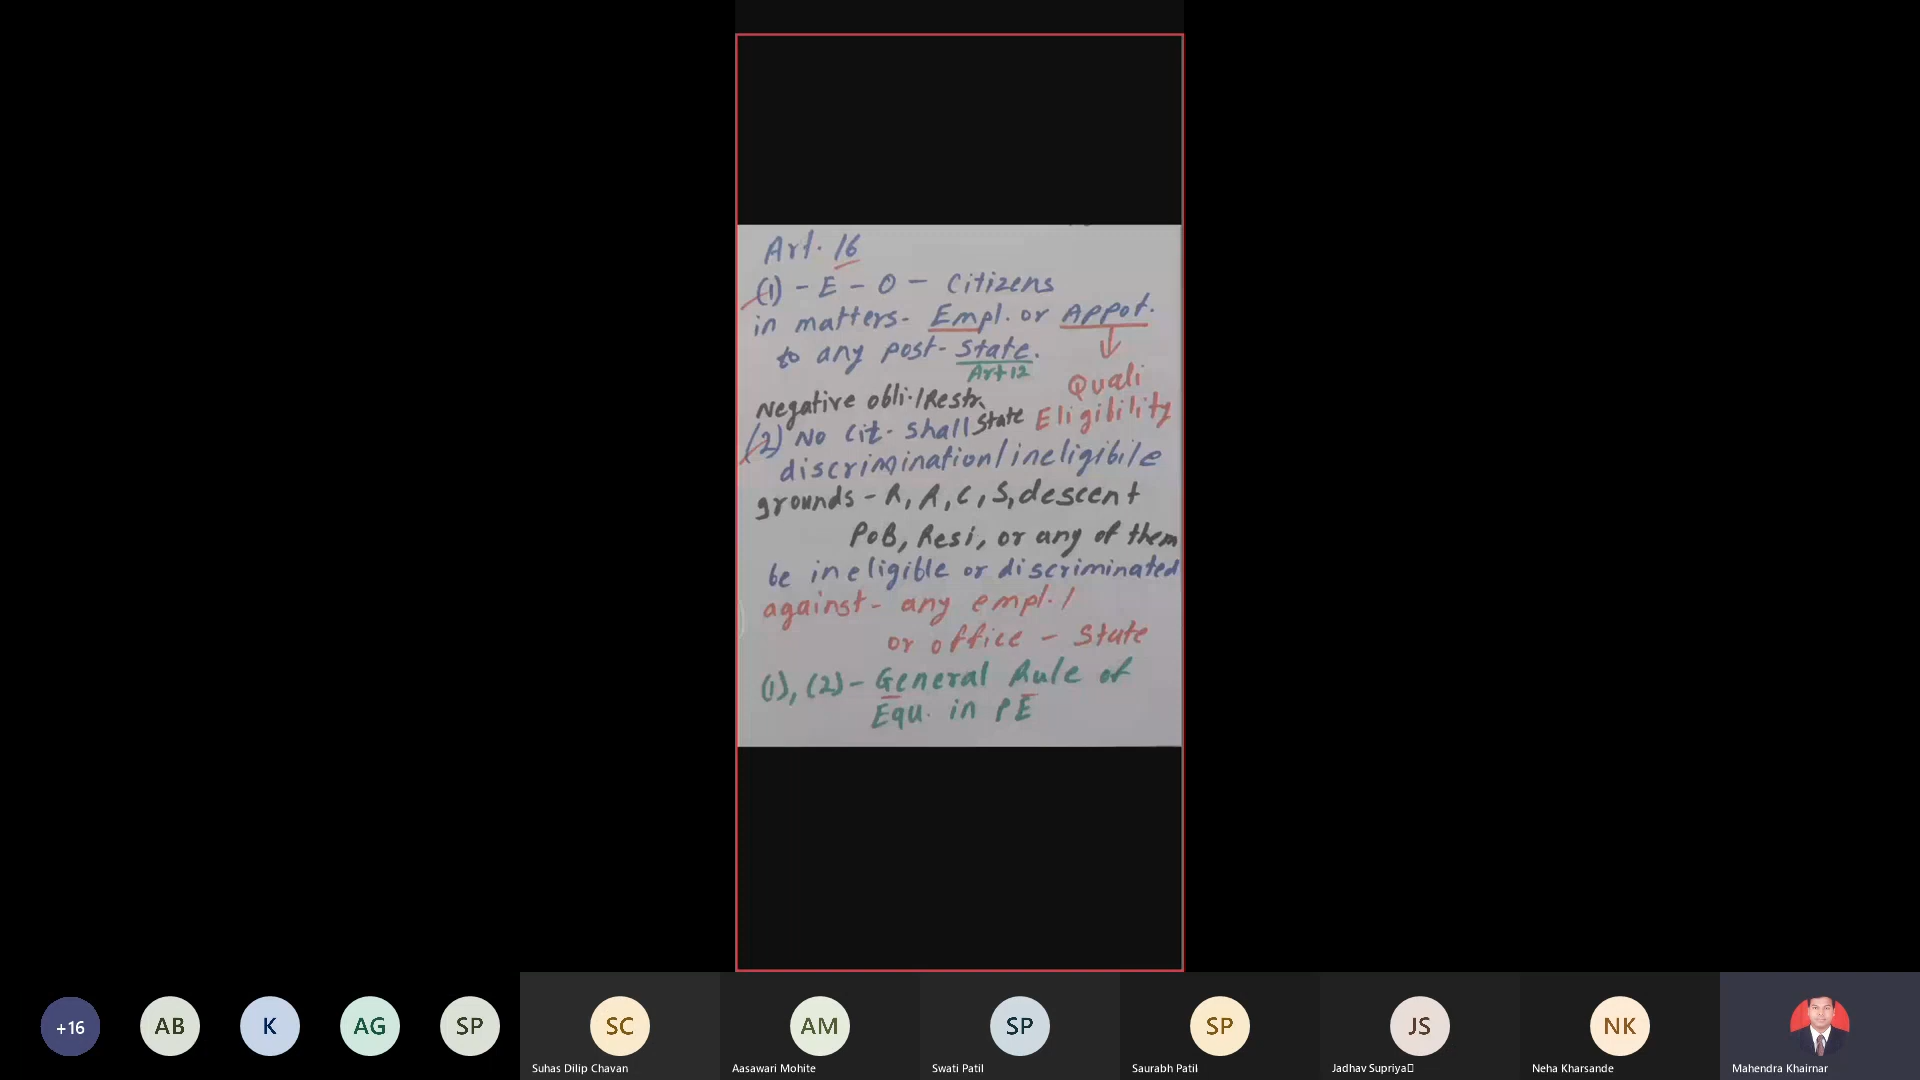 Art. 16
(1) - E - O - Citizens
in matters - Empl. or Appot.
to any post - State.
Art 12
Quali
Eligibility
Negative obli./Restr.
(2) No Cit - shall State
discrimination/ineligible
grounds - R, R, C, S, descent
PoB, Resi, or any of them
be ineligible or discriminated
against - any empl. /
or office - State
(1), (2) - General Rule of
Equ. in PE
+16
AB
K
AG
SP
SC
AM
SP
SP
JS
NK
Suhas Dilip Chavan
Aasawari Mohite
Swati Patil
Saurabh Patil
Jadhav Supriya
Neha Kharsande
Mahendra Khairnar